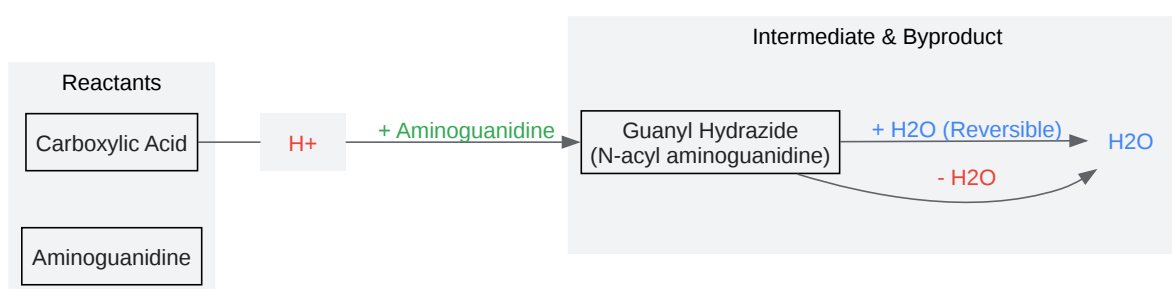 Intermediate & Byproduct
Reactants
Carboxylic Acid
H+
+ Aminoguanidine
Guanyl Hydrazide
(N-acyl aminoguanidine)
+ H2O (Reversible)
H2O
- H2O
Aminoguanidine